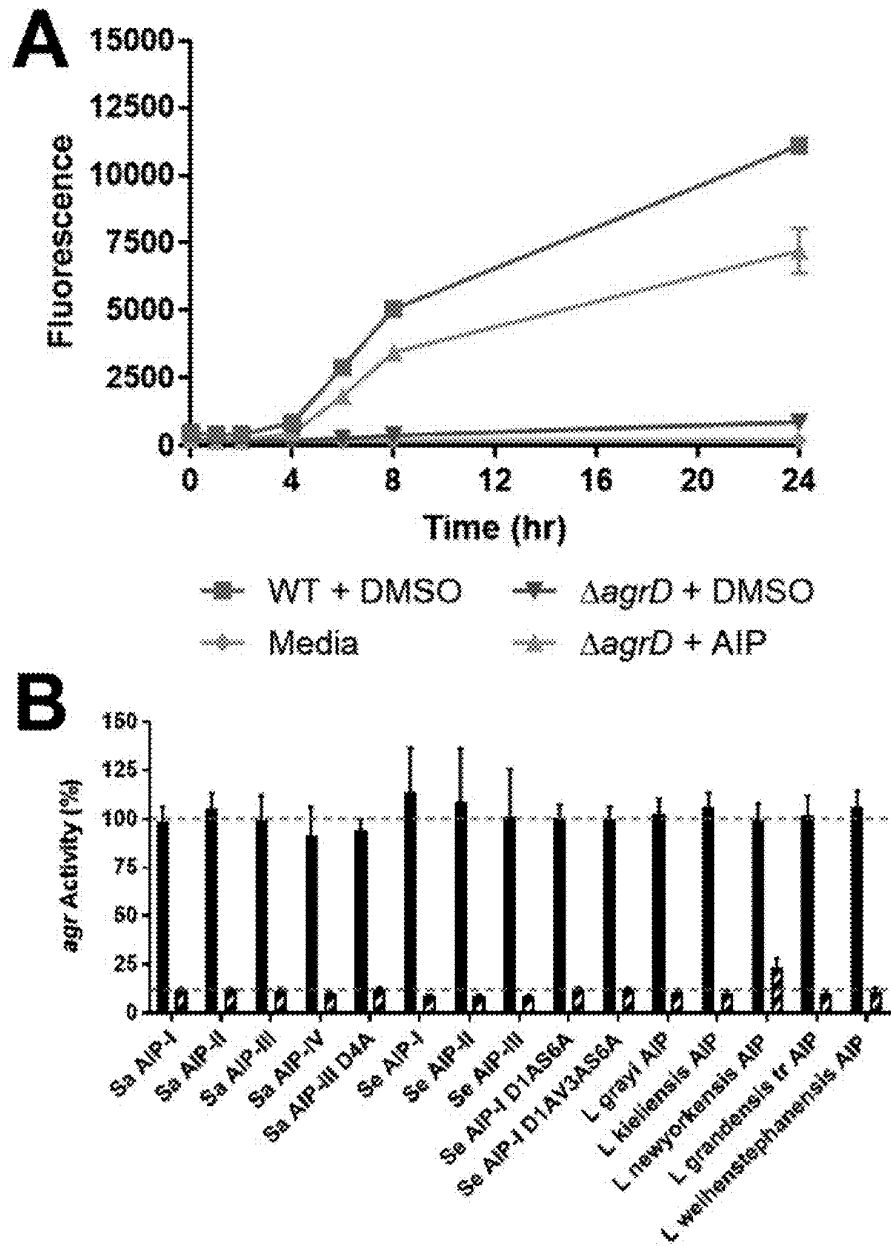 A
15000
12500
10000
7500
5000
2500
0
Fluorescence
0 4 8 12 16 20 24
Time (hr)
WT + DMSO ΔagrD + DMSO
Media ΔagrD + AIP
B
150
125
100
75
50
25
0
agr Activity (%)
Sa AIP-I
Sa AIP-II
Sa AIP-III
Sa AIP-IV
Sa AIP-III D4A
Se AIP-I
Se AIP-II
Se AIP-III
Se AIP-I D1AS6A
Se AIP-I D1AV3AS6A
L grayi AIP
L kieliensis AIP
L newyorkensis AIP
L grandensis tr AIP
L weihenstephanensis AIP